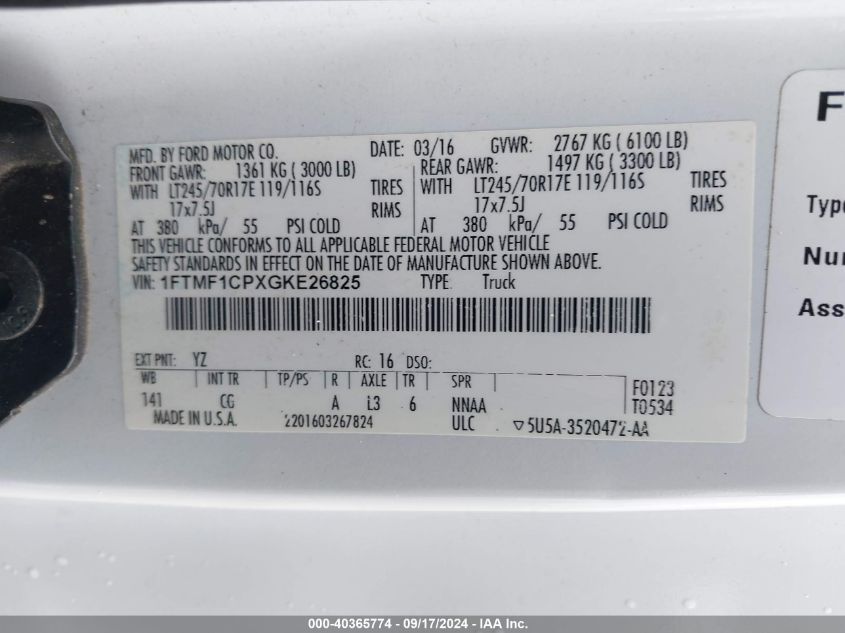 MFD. BY FORD MOTOR CO. DATE: 03/16 GVWR: 2767 KG ( 6100 LB)
FRONT GAWR: 1361 KG ( 3000 LB) REAR GAWR: 1497 KG ( 3300 LB)
WITH LT245/70R17E 119/116S TIRES WITH LT245/70R17E 119/116S TIRES
17x7.5J RIMS 17x7.5J RIMS
AT 380 kPa/ 55 PSI COLD AT 380 kPa/ 55 PSI COLD
THIS VEHICLE CONFORMS TO ALL APPLICABLE FEDERAL MOTOR VEHICLE
SAFETY STANDARDS IN EFFECT ON THE DATE OF MANUFACTURE SHOWN ABOVE.
VIN: 1FTMF1CPXGKE26825 TYPE: Truck
EXT PNT: YZ RC: 16 DSO:
WB INT TR TP/PS R AXLE TR SPR F0123
141 CG A L3 6 NNAA T0534
MADE IN U.S.A. 2201603267824 ULC ▽5U5A-3520472-AA
F
Type
Num
Ass
000-40365774 - 09/17/2024 - IAA Inc.